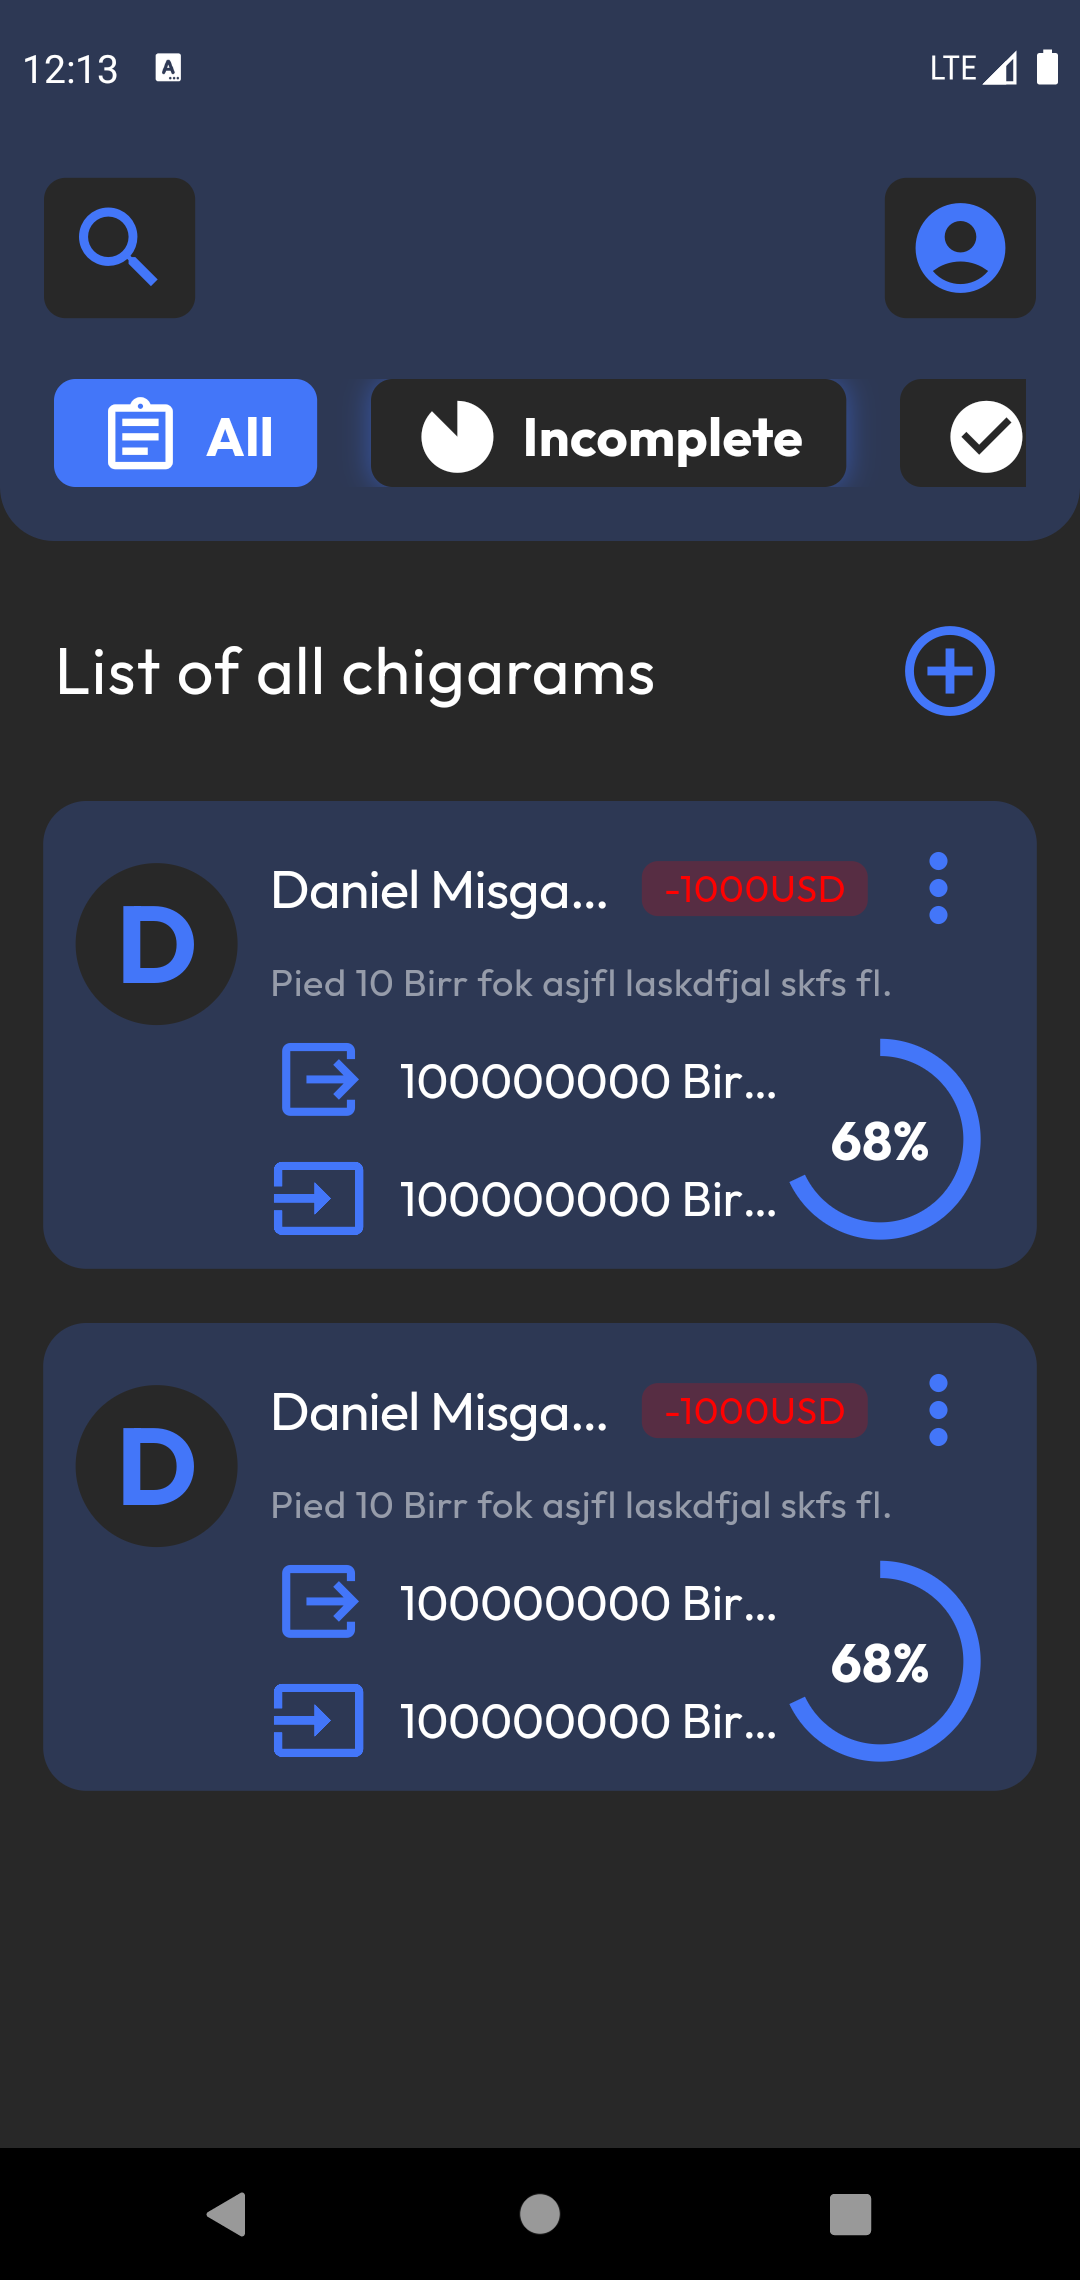 12:13 A LTE
All Incomplete
List of all chigarams
D Daniel Misga... -1000USD
Pied 10 Birr fok asjfl laskdfjal skfs fl.
100000000 Bir...
68%
100000000 Bir...
D Daniel Misga... -1000USD
Pied 10 Birr fok asjfl laskdfjal skfs fl.
100000000 Bir...
68%
100000000 Bir...